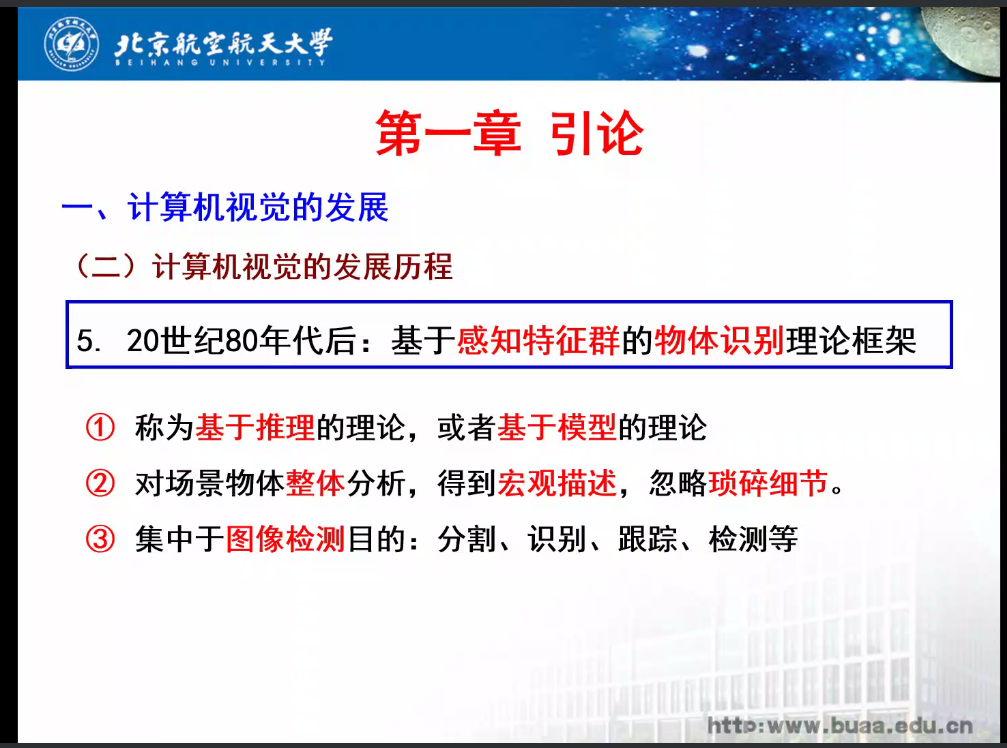 北京航空航天大学
BEIHANG UNIVERSITY
第一章 引论
一、计算机视觉的发展
（二）计算机视觉的发展历程
5. 20世纪80年代后：基于感知特征群的物体识别理论框架
① 称为基于推理的理论，或者基于模型的理论
② 对场景物体整体分析，得到宏观描述，忽略琐碎细节。
③ 集中于图像检测目的：分割、识别、跟踪、检测等
http:www.buaa.edu.cn